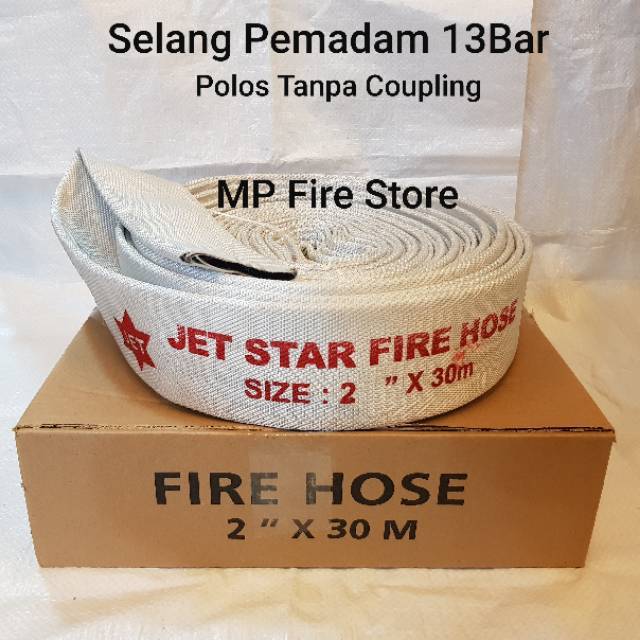 Selang Pemadam 13Bar
Polos Tanpa Coupling
MP Fire Store
JET
JET STAR FIRE HOSE
SIZE : 2 " X 30m
FIRE HOSE
2 " X 30 M